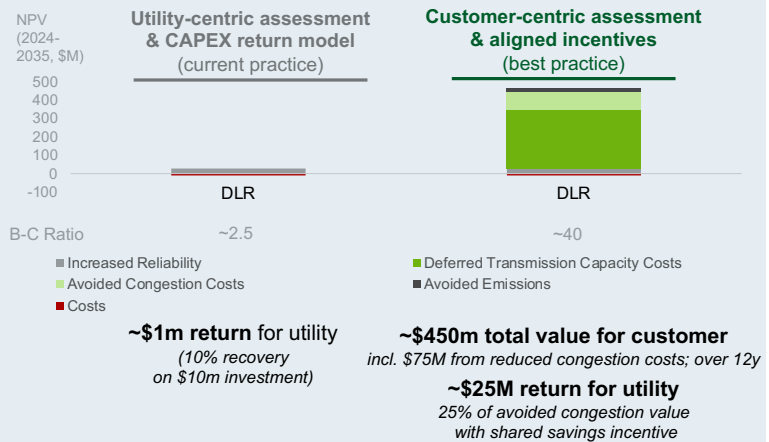 NPV
(2024-
2035, $M)
Utility-centric assessment
& CAPEX return model
(current practice)
Customer-centric assessment
& aligned incentives
(best practice)
500
400
300
200
100
0
-100
DLR
DLR
B-C Ratio
~2.5
~40
Increased Reliability
Deferred Transmission Capacity Costs
Avoided Congestion Costs
Avoided Emissions
Costs
~$1m return for utility
(10% recovery
on $10m investment)
~$450m total value for customer
incl. $75M from reduced congestion costs; over 12y
~$25M return for utility
25% of avoided congestion value
with shared savings incentive